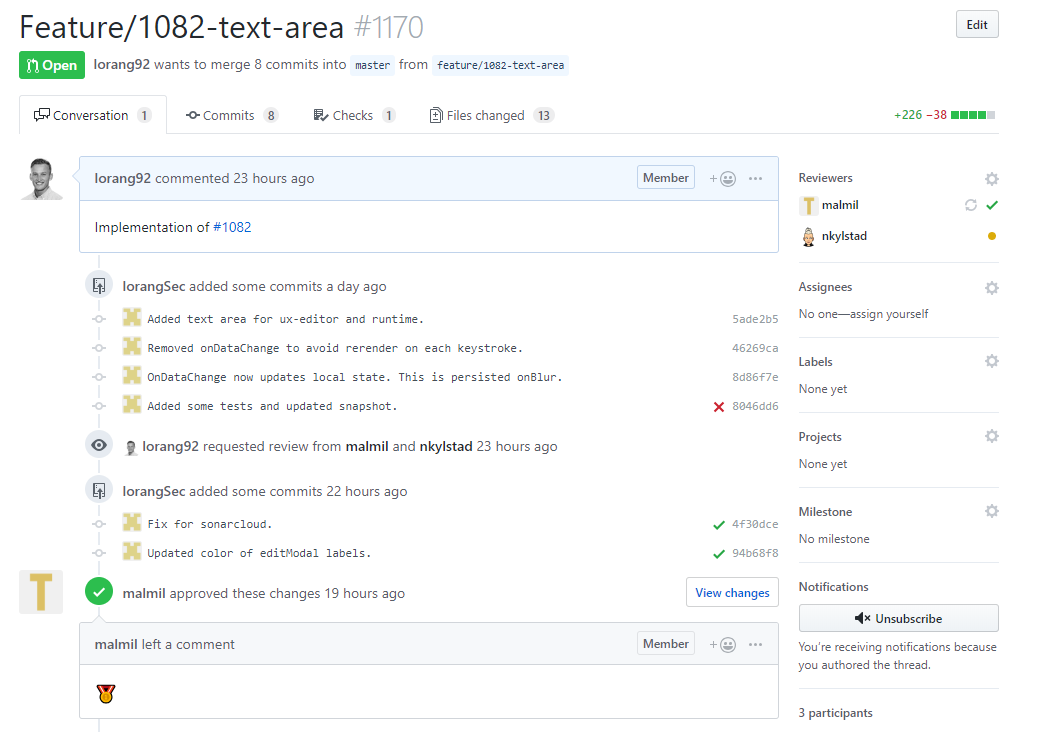 Feature/1082-text-area #1170
Edit
Open lorang92 wants to merge 8 commits into master from feature/1082-text-area
Conversation 1 Commits 8 Checks 1 Files changed 13 +226 −38
lorang92 commented 23 hours ago Member
Implementation of #1082
lorangSec added some commits a day ago
Added text area for ux-editor and runtime. 5ade2b5
Removed onDataChange to avoid rerender on each keystroke. 46269ca
OnDataChange now updates local state. This is persisted onBlur. 8d86f7e
Added some tests and updated snapshot. 8046dd6
lorang92 requested review from malmil and nkylstad 23 hours ago
lorangSec added some commits 22 hours ago
Fix for sonarcloud. 4f30dce
Updated color of editModal labels. 94b68f8
T
malmil approved these changes 19 hours ago View changes
malmil left a comment Member
Reviewers
T malmil
nkylstad
Assignees
No one—assign yourself
Labels
None yet
Projects
None yet
Milestone
No milestone
Notifications
Unsubscribe
You're receiving notifications because
you authored the thread.
3 participants